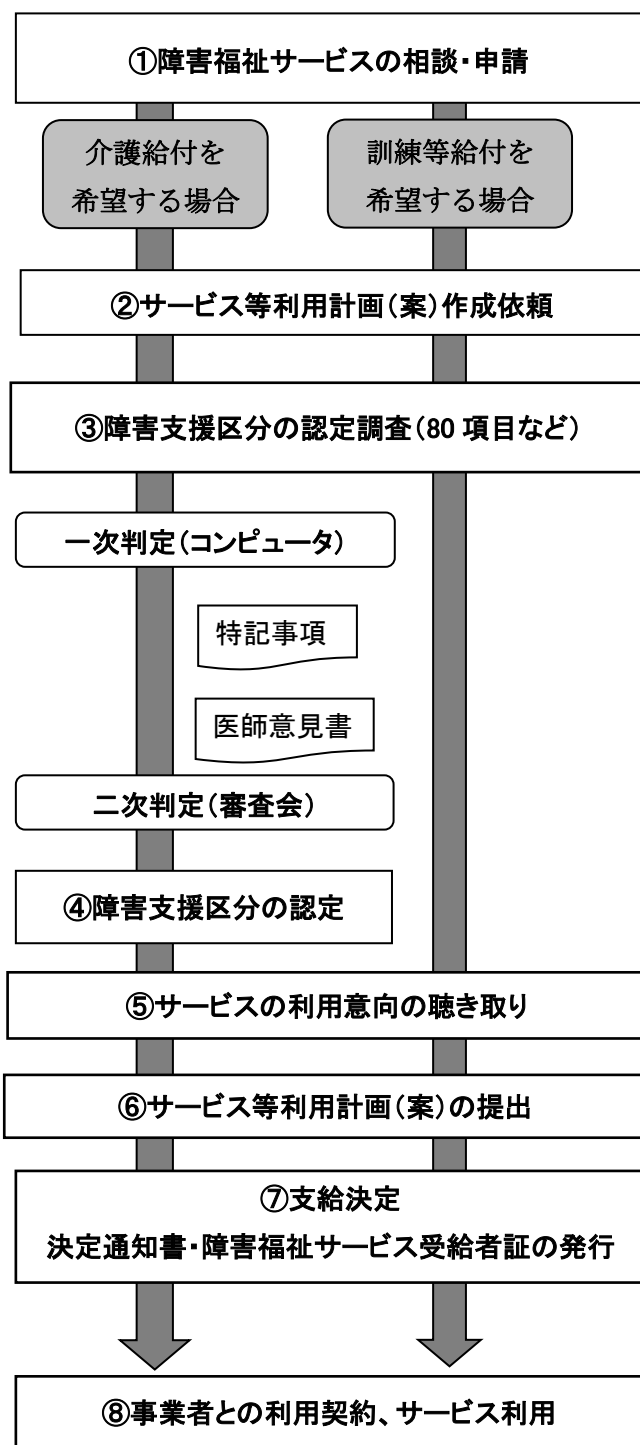 ①障害福祉サービスの相談・申請
介護給付を
希望する場合
訓練等給付を
希望する場合
②サービス等利用計画（案）作成依頼
③障害支援区分の認定調査（80 項目など）
一次判定（コンピュータ）
特記事項
医師意見書
二次判定（審査会）
④障害支援区分の認定
⑤サービスの利用意向の聴き取り
⑥サービス等利用計画（案）の提出
⑦支給決定
決定通知書・障害福祉サービス受給者証の発行
⑧事業者との利用契約、サービス利用